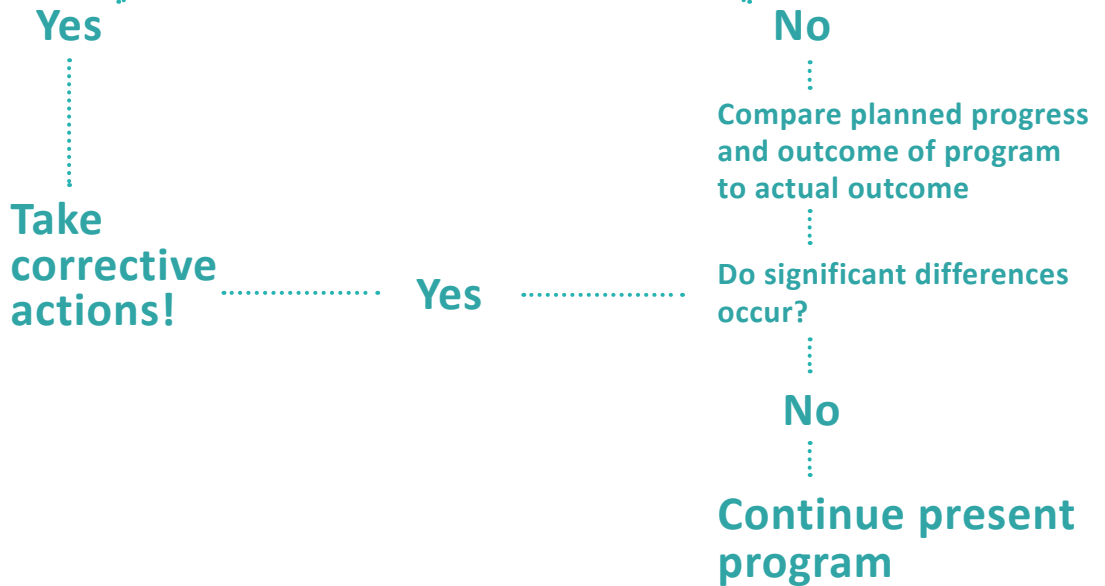 Yes
No
Compare planned progress
and outcome of program
to actual outcome
Take
corrective
actions!
Yes
Do significant differences
occur?
No
Continue present
program